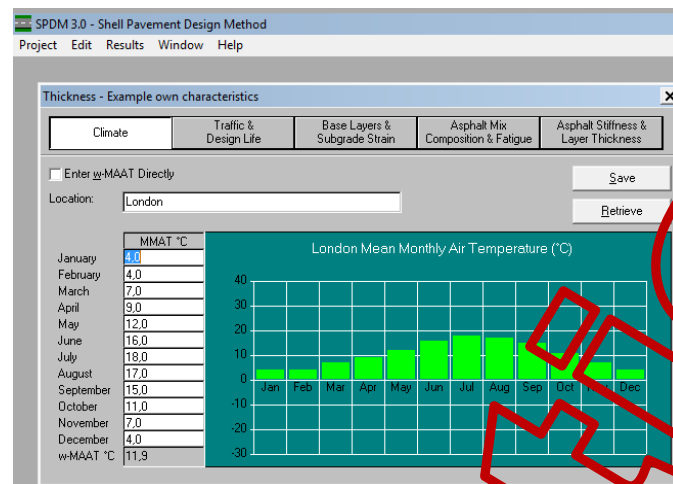 SPDM 3.0 - Shell Pavement Design Method
Project Edit Results Window Help
Thickness - Example own characteristics
Climate
Traffic &
Design Life
Base Layers &
Subgrade Strain
Asphalt Mix
Composition & Fatigue
Asphalt Stiffness &
Layer Thickness
Enter w-MAAT Directly
Save
Location: London
Retrieve
MMAT °C
January 4,0
February 4,0
March 7,0
April 9,0
May 12,0
June 16,0
July 18,0
August 17,0
September 15,0
October 11,0
November 7,0
December 4,0
w-MAAT °C 11,9
London Mean Monthly Air Temperature (°C)
40
30
20
10
0
Jan Feb Mar Apr May Jun Jul Aug Sep Oct Nov Dec
-10
-20
-30